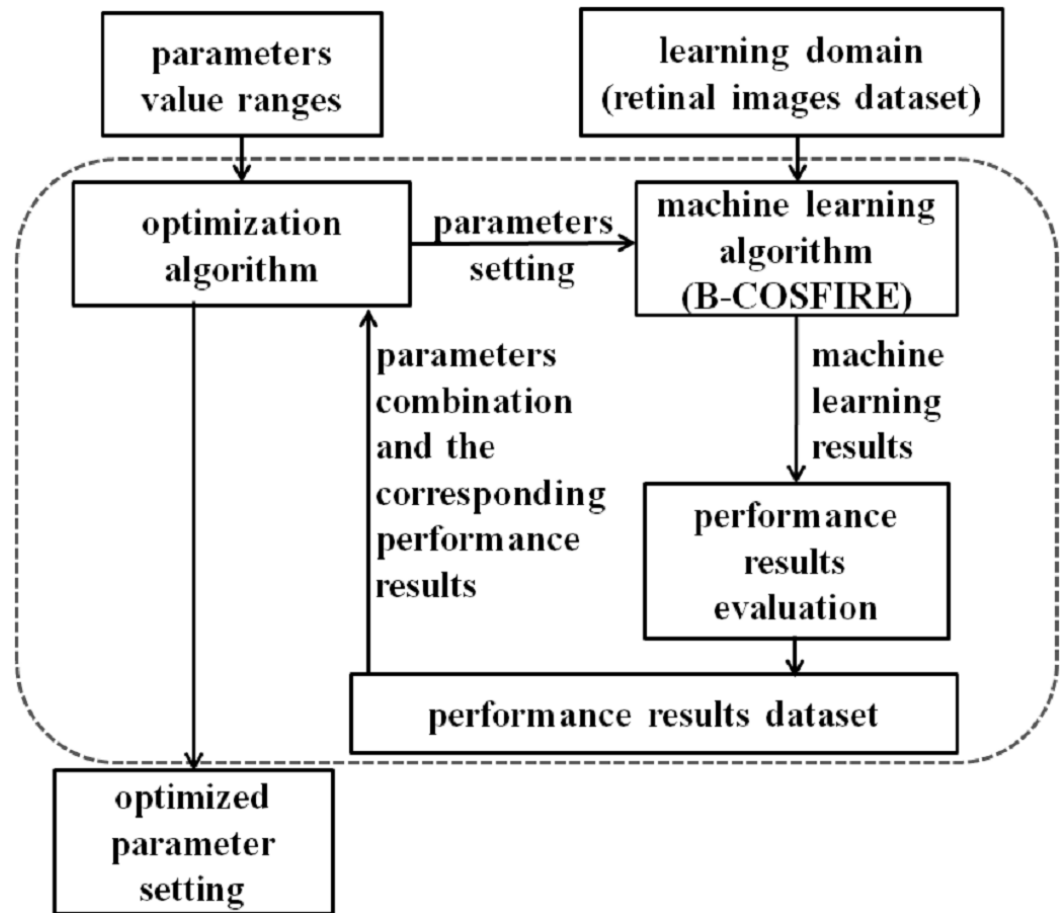 parameters
value ranges
learning domain
(retinal images dataset)
optimization
algorithm
parameters
setting
machine learning
algorithm
(B-COSFIRE)
parameters
combination
and the
corresponding
performance
results
machine
learning
results
performance
results
evaluation
performance results dataset
optimized
parameter
setting